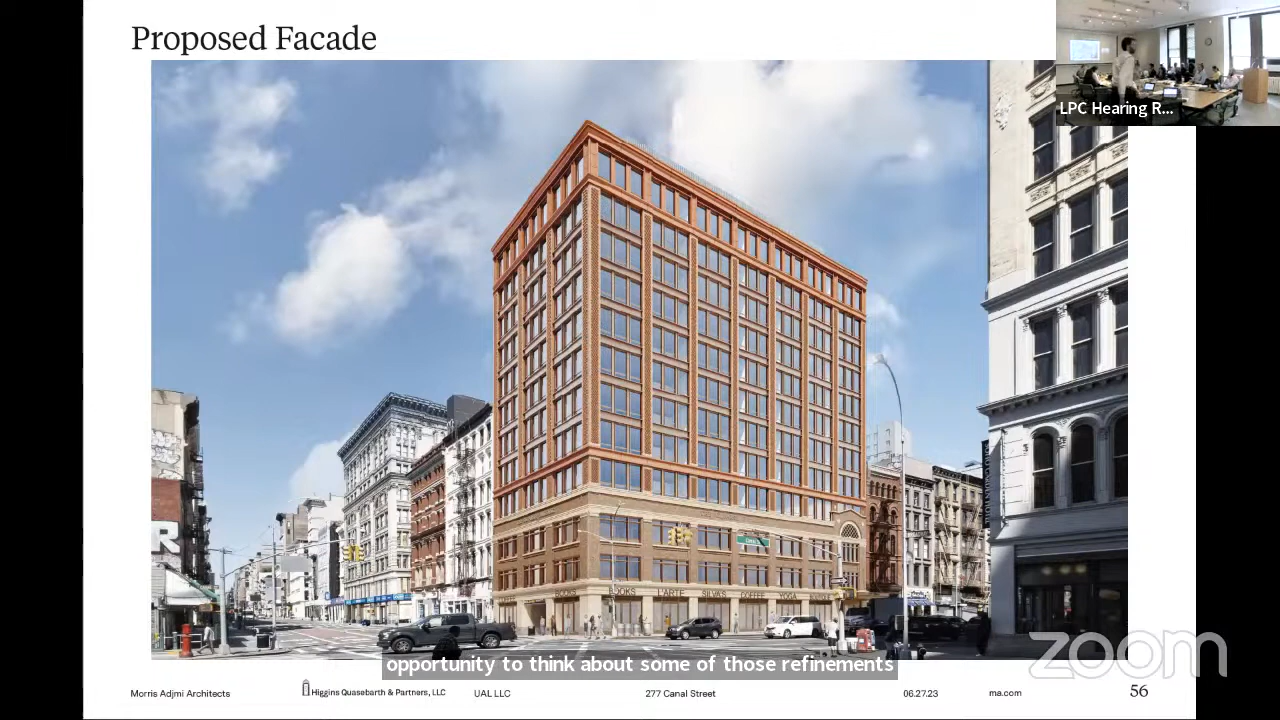 Proposed Facade
LPC Hearing R...
R
BOOKS L'ARTE SILVA'S COFFEE YOGA
opportunity to think about some of those refinements
zoom
Morris Adjmi Architects
Higgins Quasebarth & Partners, LLC
UAL LLC
277 Canal Street
06.27.23
ma.com
56